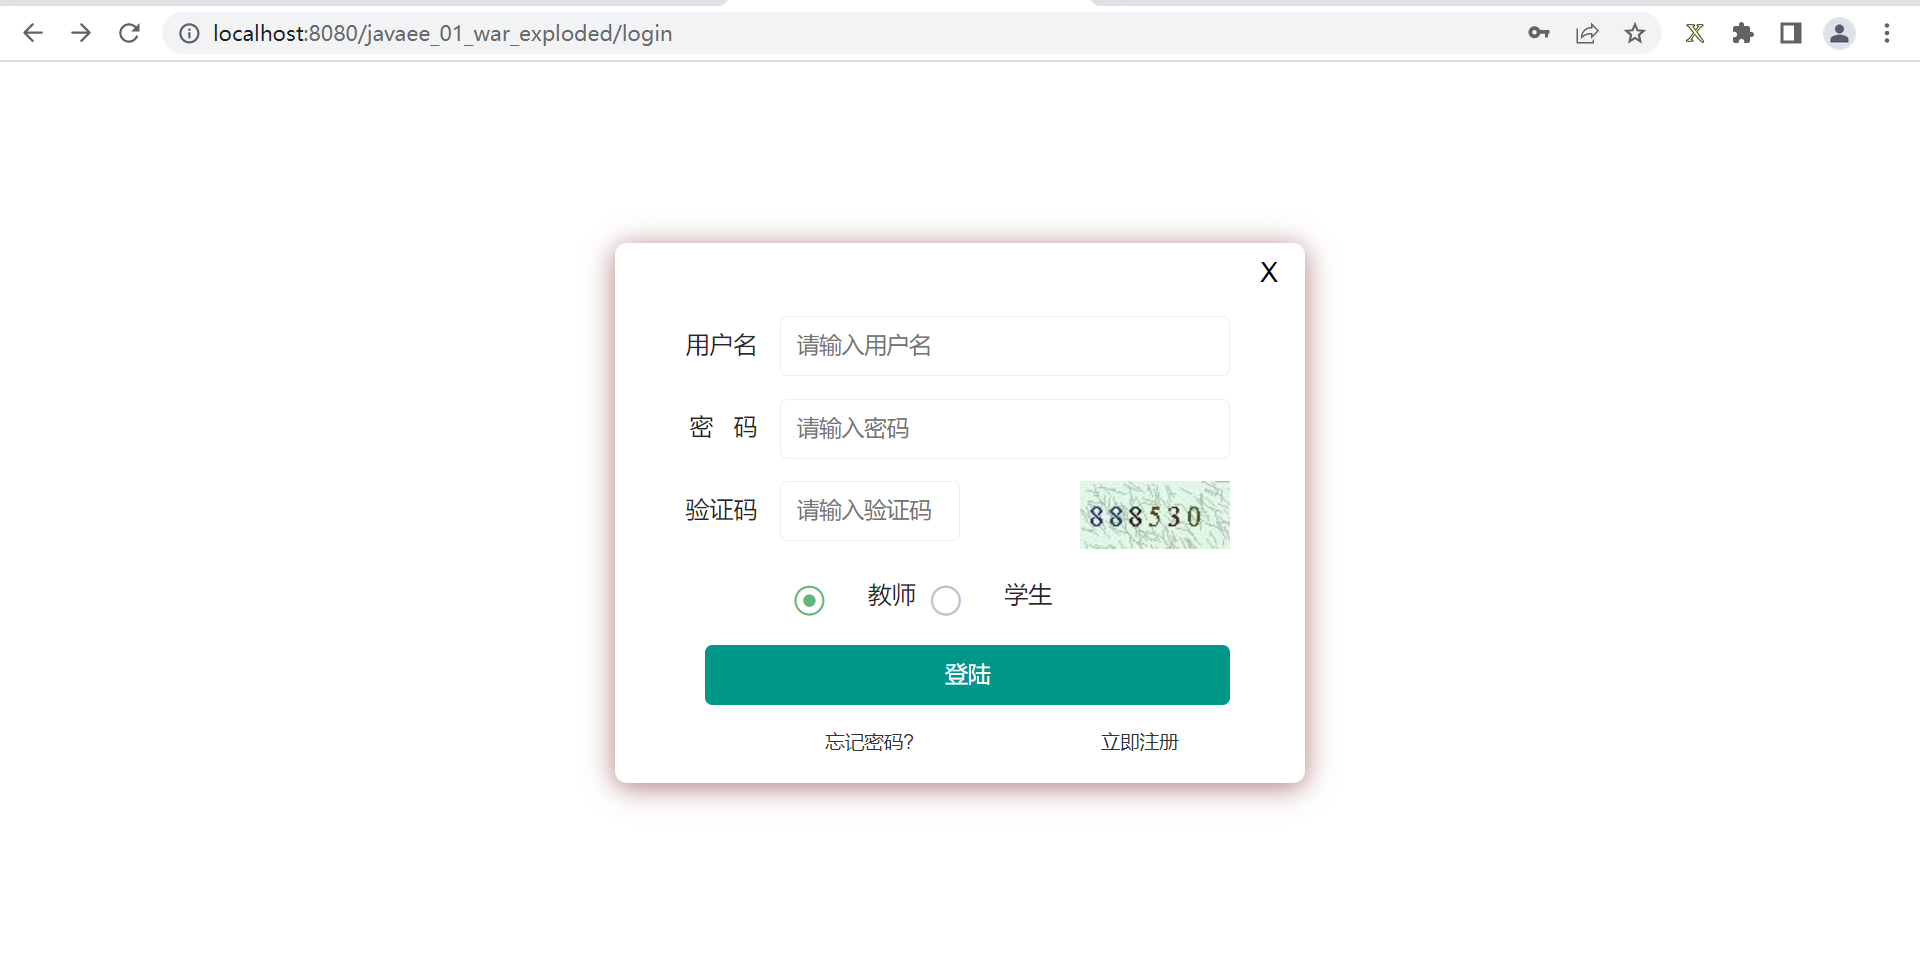 localhost:8080/javaee_01_war_exploded/login
X
用户名 请输入用户名
密 码 请输入密码
验证码 请输入验证码 888530
教师 学生
登陆
忘记密码? 立即注册